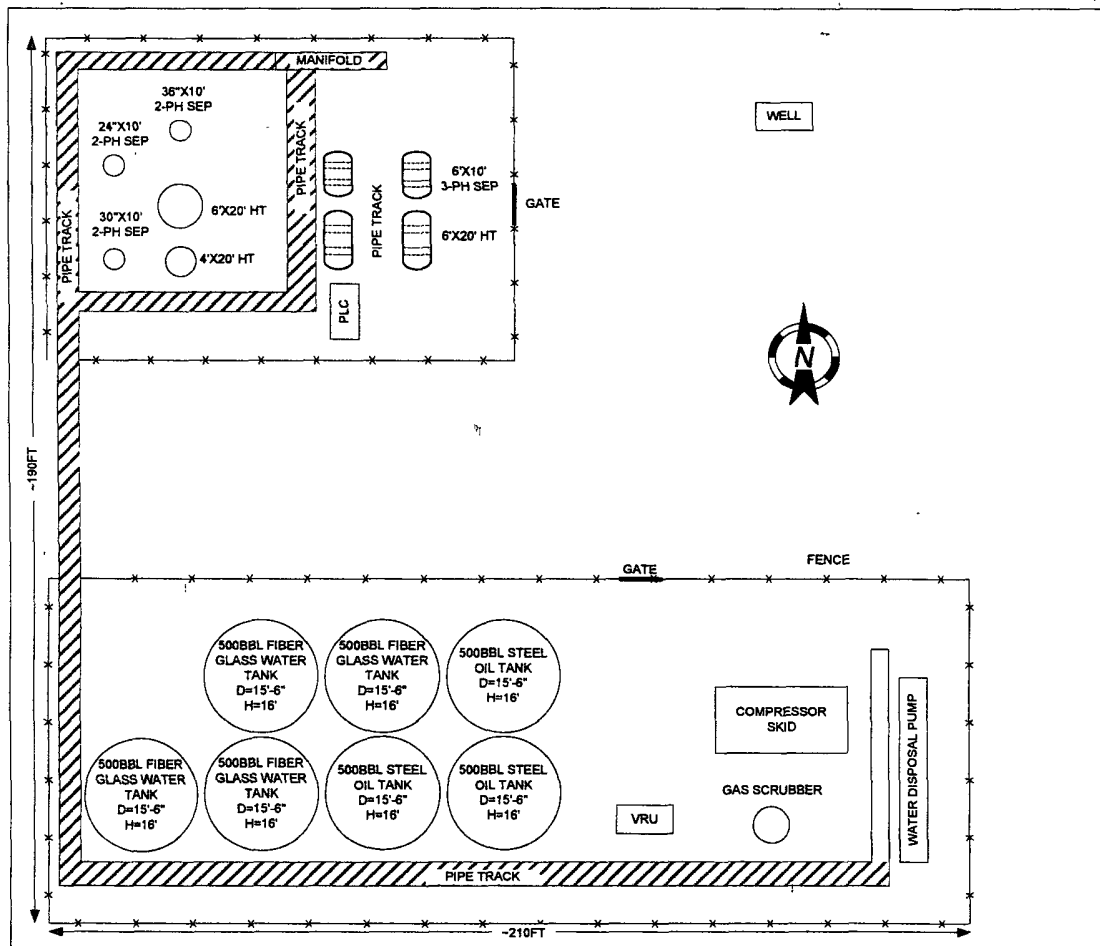 MANIFOLD
36"X10'
2-PH SEP
24"X10'
2-PH SEP
6'X20' HT
30"X10'
2-PH SEP
4'X20' HT
PIPE TRACK
PIPE TRACK
PIPE TRACK
6'X10'
3-PH SEP
6'X20' HT
PLC
GATE
WELL
N
~190FT
GATE
FENCE
500BBL FIBER
GLASS WATER
TANK
D=15'-6"
H=16'
500BBL FIBER
GLASS WATER
TANK
D=15'-6"
H=16'
500BBL STEEL
OIL TANK
D=15'-6"
H=16'
500BBL FIBER
GLASS WATER
TANK
D=15'-6"
H=16'
500BBL FIBER
GLASS WATER
TANK
D=15'-6"
H=16'
500BBL STEEL
OIL TANK
D=15'-6"
H=16'
500BBL STEEL
OIL TANK
D=15'-6"
H=16'
COMPRESSOR
SKID
GAS SCRUBBER
VRU
WATER DISPOSAL PUMP
PIPE TRACK
~210FT